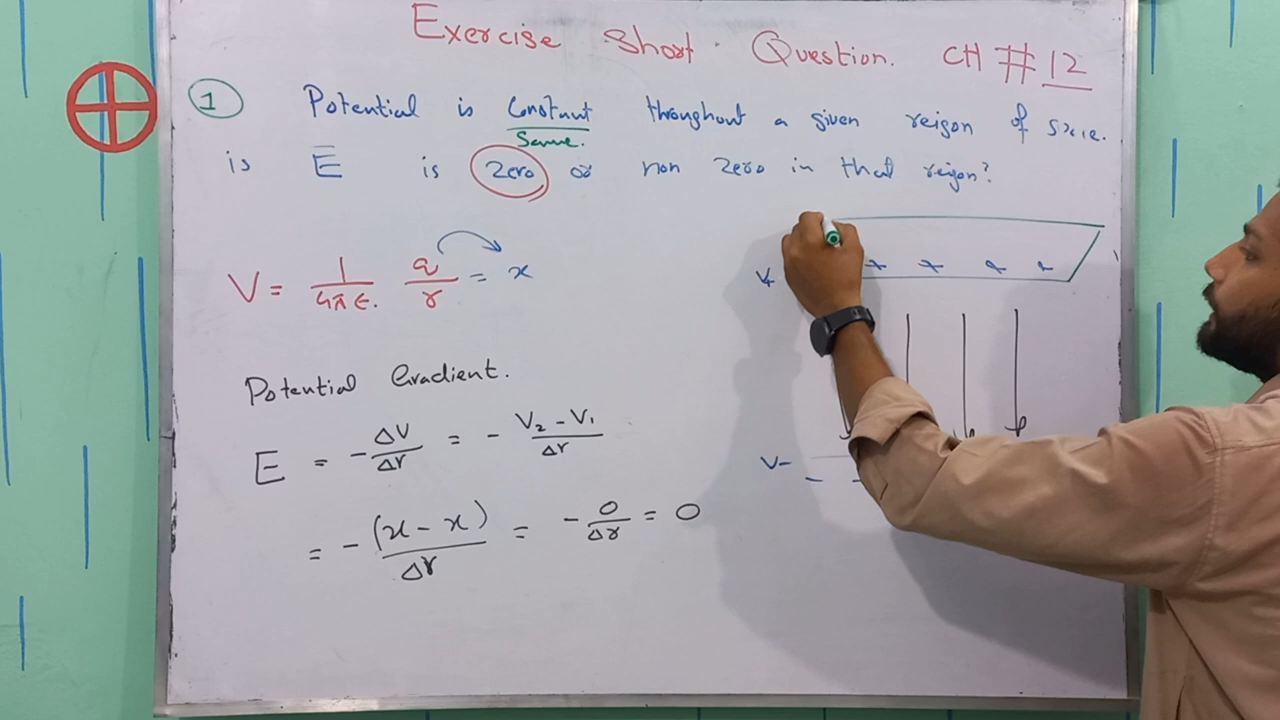 Exercise Short Question. CH # 12
1 Potential is Constant throughout a given reigon of
Same.
is E is Zero or non Zero in that reigon?
V = 1/4πε. q/r = x
Potential Gradient.
E = - ΔV/Δr = - V₂ - V₁/Δr
= - (x - x)/Δr = - 0/Δr = 0
V+
V-